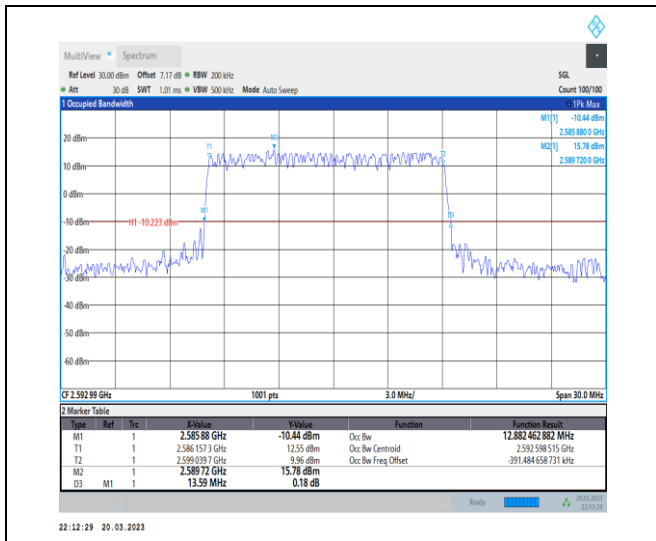 MultiView Spectrum
Ref Level 30.00 dBm Offset 7.17 dB RBW 200 kHz SGL
Att 30 dB SWT 1.01 ms VBW 500 kHz Mode Auto Sweep Count 100/100
1 Occupied Bandwidth 1Pk Max
M1[1] -10.44 dBm
2.585 880 0 GHz
M2[1] 15.78 dBm
2.589 720 0 GHz
20 dBm
T1 M2 T2
10 dBm
0 dBm
M1 D3
-10 dBm
H1 -10.223 dBm
-20 dBm
-30 dBm
-40 dBm
-50 dBm
-60 dBm
CF 2.592 99 GHz 1001 pts 3.0 MHz/ Span 30.0 MHz
2 Marker Table
Type Ref Trc X-Value Y-Value Function Function Result
M1 1 2.585 88 GHz -10.44 dBm Occ Bw 12.882 462 882 MHz
T1 1 2.586 157 3 GHz 12.55 dBm Occ Bw Centroid 2.592 598 515 GHz
T2 1 2.599 039 7 GHz 9.96 dBm Occ Bw Freq Offset -391.484 658 731 kHz
M2 1 2.589 72 GHz 15.78 dBm
D3 M1 1 13.59 MHz 0.18 dB
Ready 20.03.2023
22:12:29
22:12:29 20.03.2023